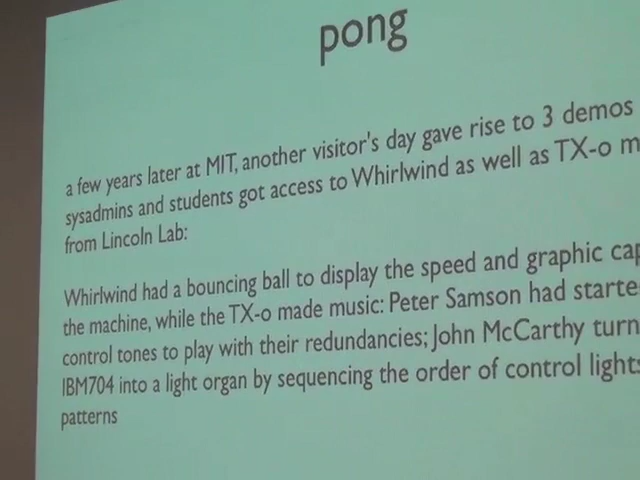 pong
a few years later at MIT, another visitor's day gave rise to 3 demos
sysadmins and students got access to Whirlwind as well as TX-o m
from Lincoln Lab:
Whirlwind had a bouncing ball to display the speed and graphic cap
the machine, while the TX-o made music: Peter Samson had starte
control tones to play with their redundancies; John McCarthy turn
IBM704 into a light organ by sequencing the order of control lights
patterns